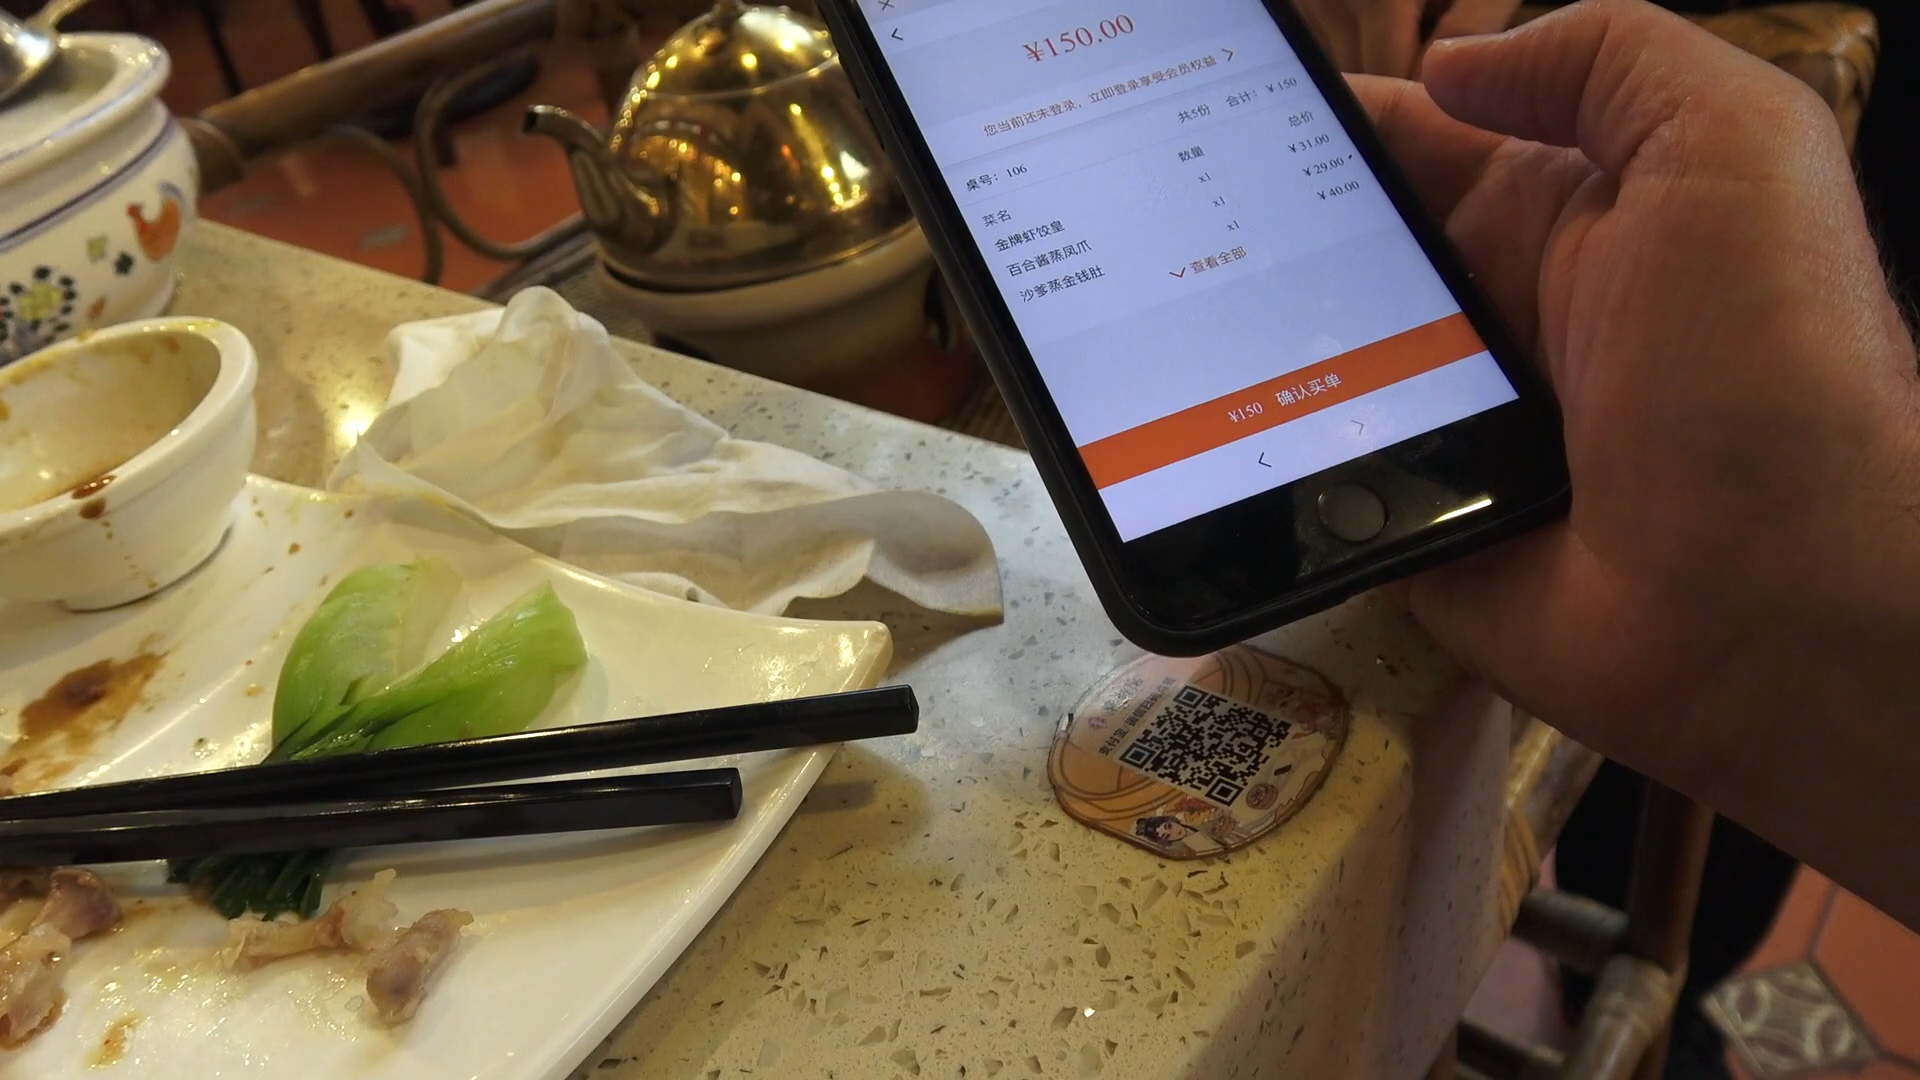 ¥150.00
您当前还未登录，立即登录享受会员权益
桌号：106 共5份 合计：￥150
菜名 数量 总价
金牌虾饺皇 x1 ￥31.00
百合酱蒸凤爪 x1 ￥29.00
沙爹蒸金钱肚 x1 ￥40.00
查看全部
¥150 确认买单
支付宝